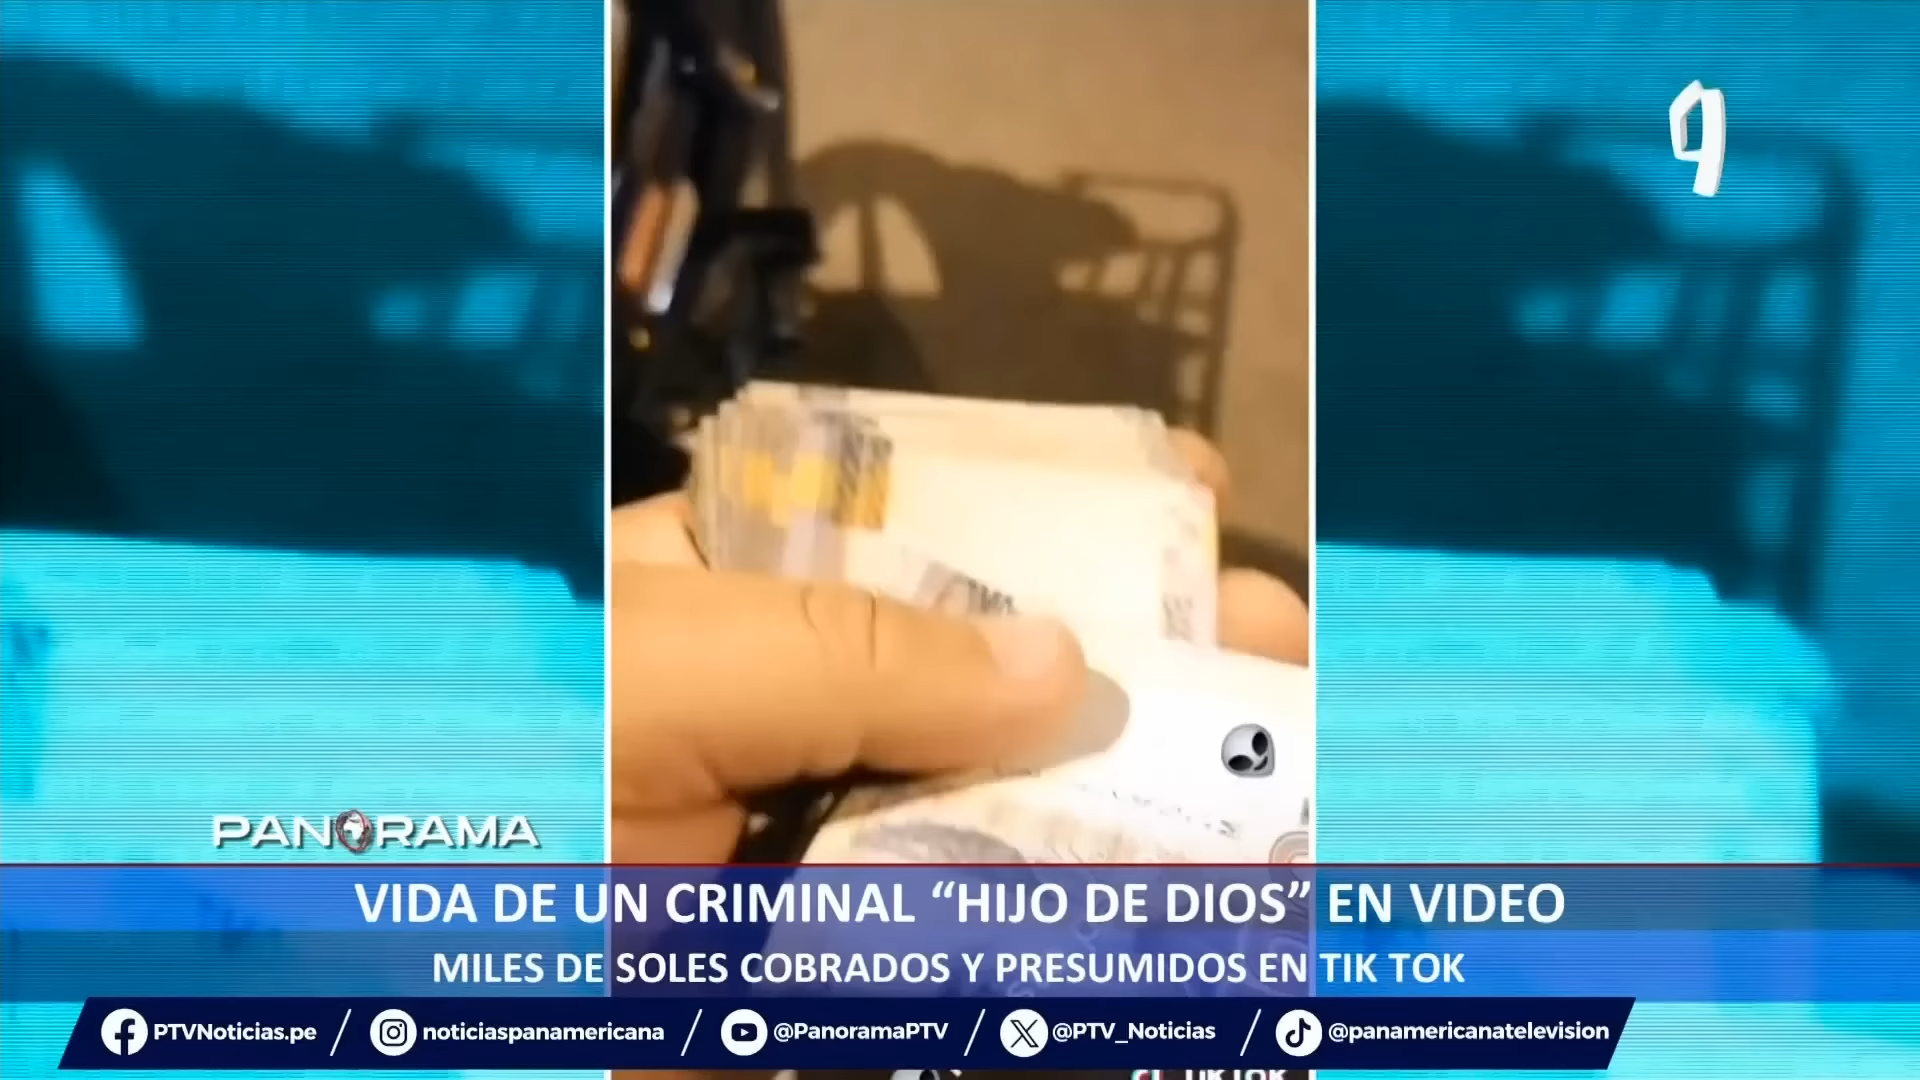 PANORAMA
VIDA DE UN CRIMINAL “HIJO DE DIOS” EN VIDEO
MILES DE SOLES COBRADOS Y PRESUMIDOS EN TIK TOK
PTVNoticias.pe / noticiaspanamericana / @PanoramaPTV / @PTV_Noticias / @panamericanatelevision
TIKTOK